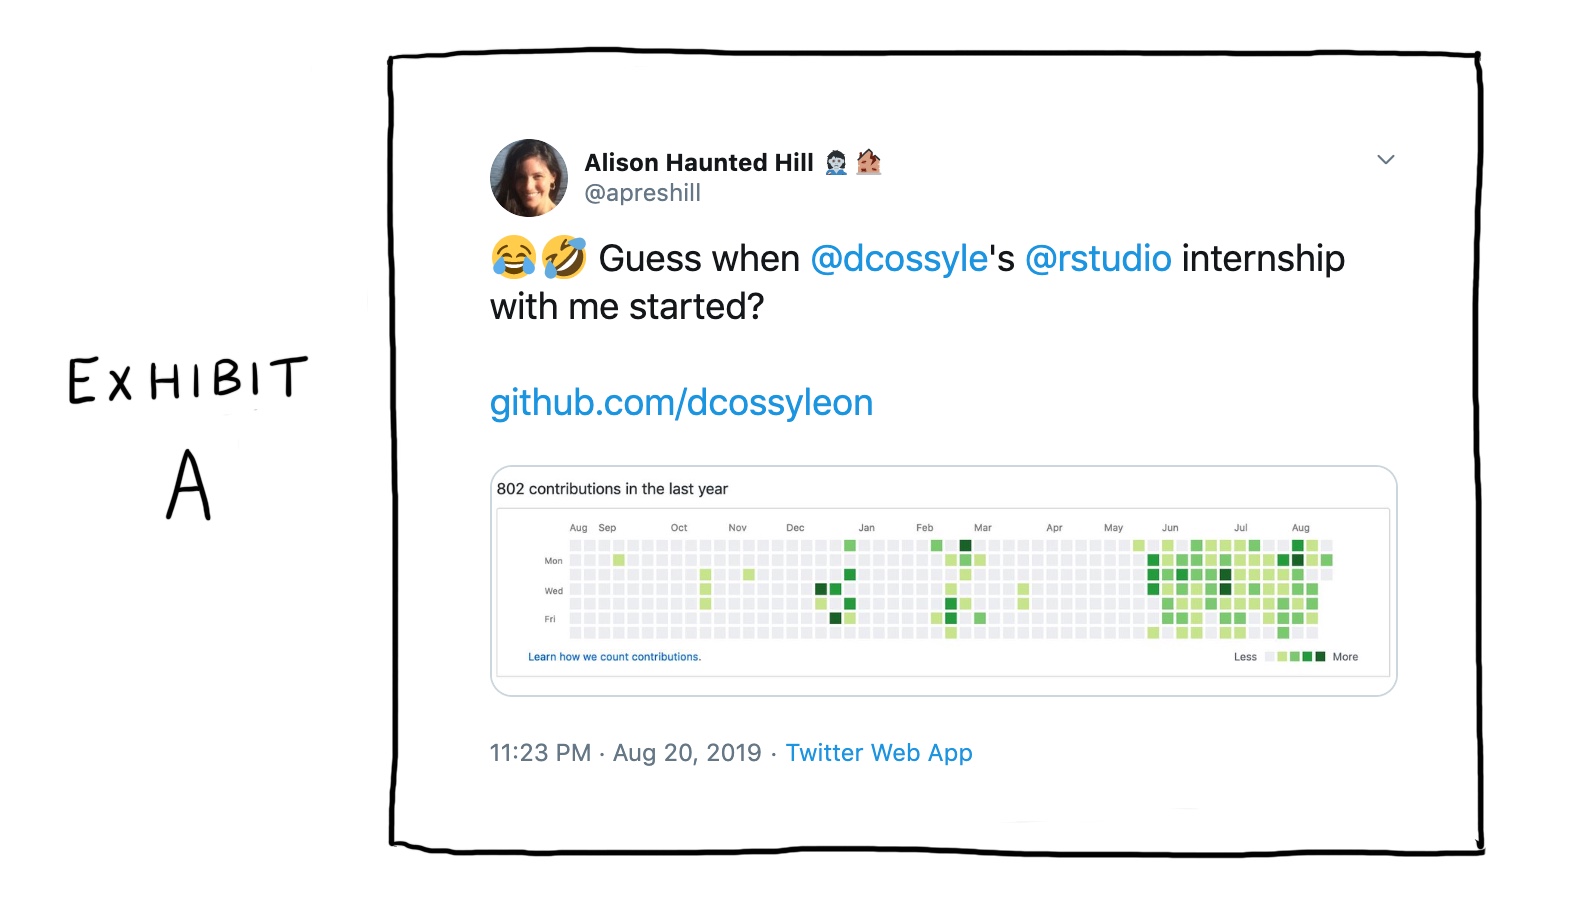 EXHIBIT
A
Alison Haunted Hill 🧛🏻‍♀️ 🏚️
@apreshill
😂🤣 Guess when @dcossyle's @rstudio internship
with me started?
github.com/dcossyleon
802 contributions in the last year
Aug Sep Oct Nov Dec Jan Feb Mar Apr May Jun Jul Aug
Mon
Wed
Fri
Learn how we count contributions.
Less More
11:23 PM · Aug 20, 2019 · Twitter Web App